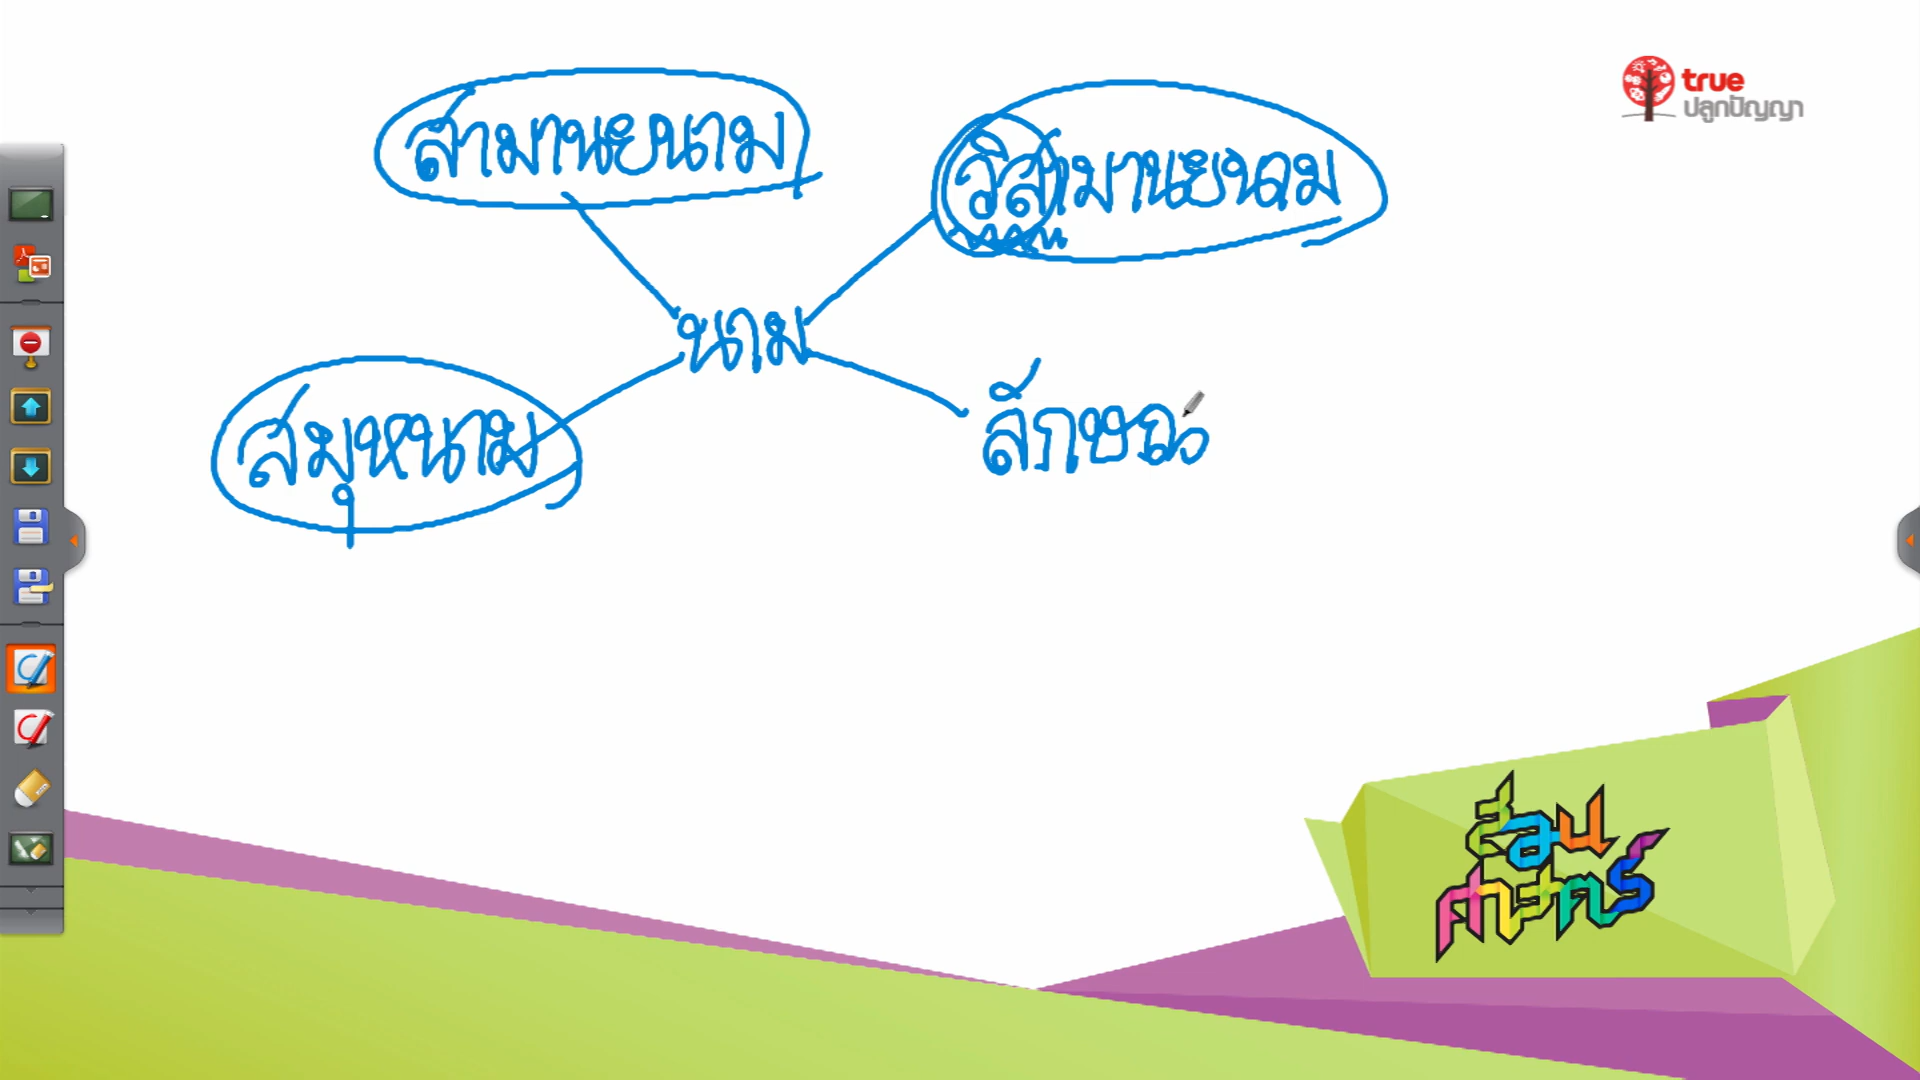 true
ปลูกปัญญา
สามานยนาม
วิสามานยนาม
นาม
สมุหนาม
ลักษณ
สอน
ศาสตร์